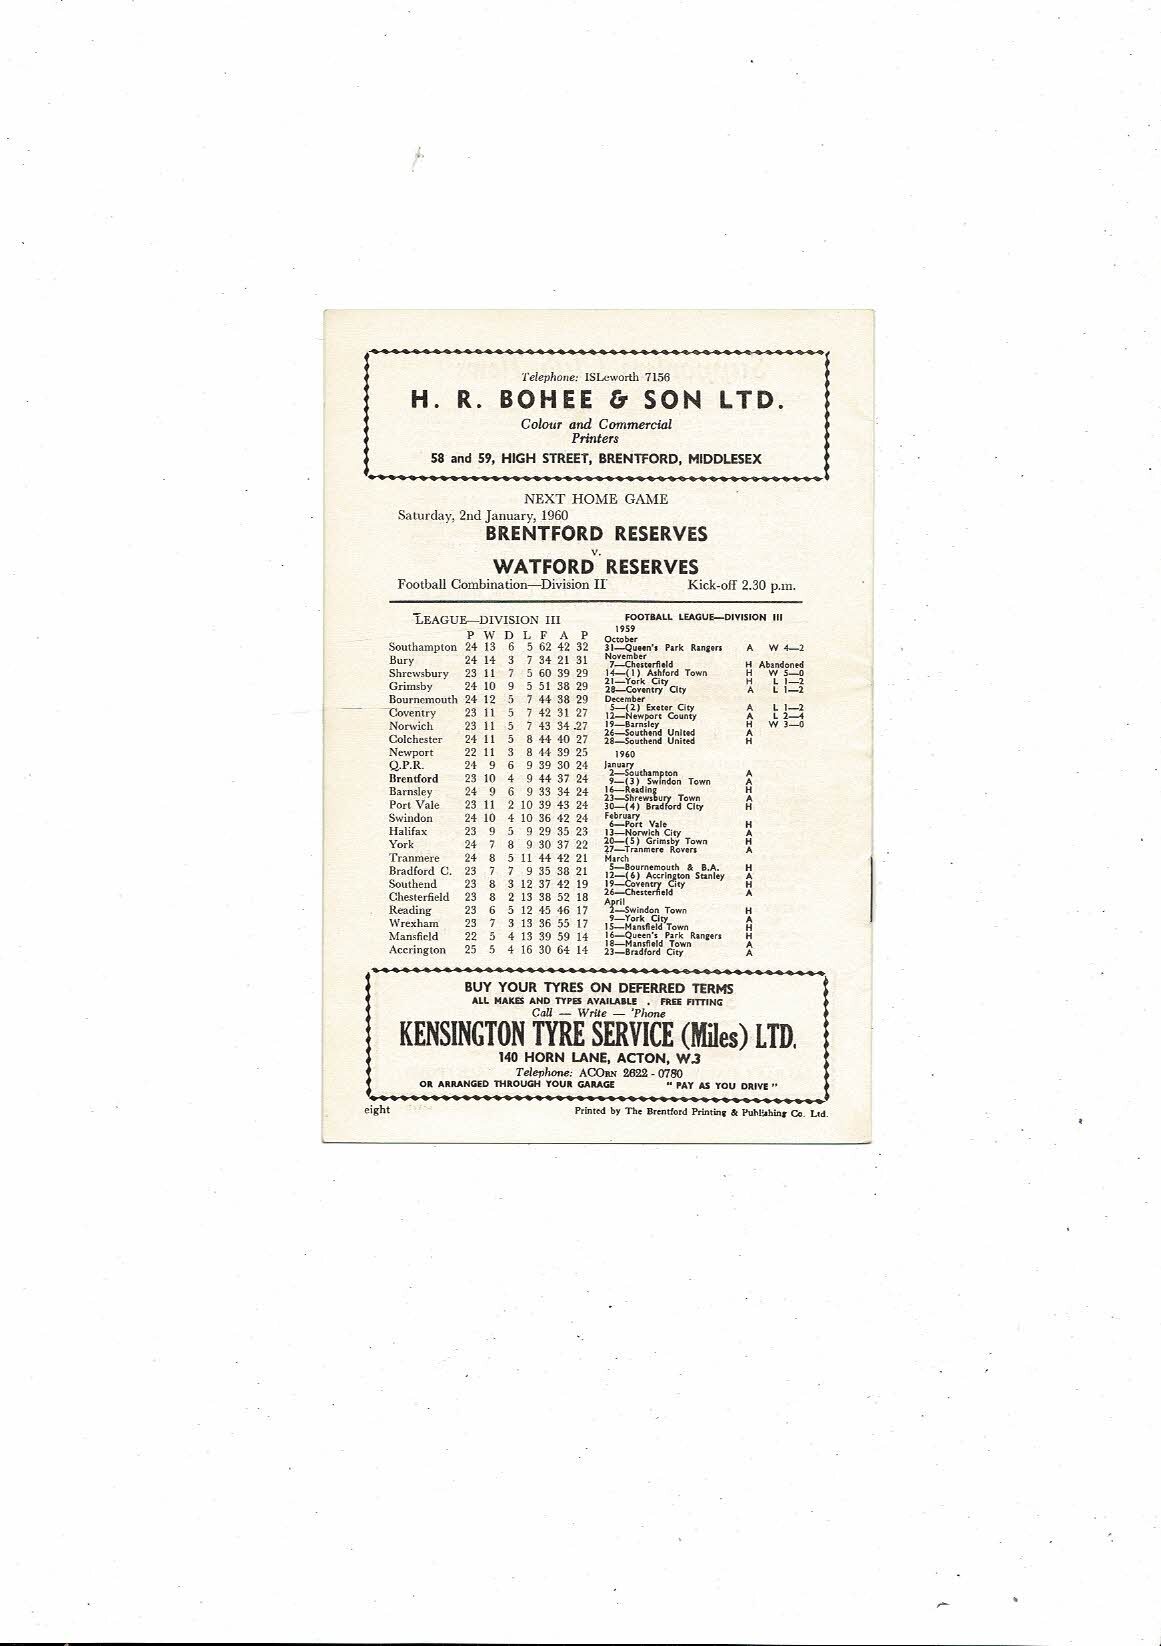 Telephone: ISLeworth 7156
H. R. BOHEE & SON LTD.
Colour and Commercial
Printers
58 and 59, HIGH STREET, BRENTFORD, MIDDLESEX
NEXT HOME GAME
Saturday, 2nd January, 1960
BRENTFORD RESERVES
v.
WATFORD RESERVES
Football Combination—Division II Kick-off 2.30 p.m.
LEAGUE—DIVISION III
P W D L F A P
Southampton 24 13 6 5 62 42 32
Bury 24 14 3 7 34 21 31
Shrewsbury 23 11 7 5 60 39 29
Grimsby 24 10 9 5 51 38 29
Bournemouth 24 12 5 7 44 38 29
Coventry 23 11 5 7 42 31 27
Norwich 23 11 5 7 43 34 27
Colchester 24 11 5 8 44 40 27
Newport 22 11 3 8 44 39 25
Q.P.R. 24 9 6 9 39 30 24
Brentford 23 10 4 9 44 37 24
Barnsley 24 9 6 9 33 34 24
Port Vale 23 11 2 10 39 43 24
Swindon 24 10 4 10 36 42 24
Halifax 23 9 5 9 29 35 23
York 24 7 8 9 30 37 22
Tranmere 24 8 5 11 44 42 21
Bradford C. 23 7 7 9 35 38 21
Southend 23 8 3 12 37 42 19
Chesterfield 23 8 2 13 38 52 18
Reading 23 6 5 12 45 46 17
Wrexham 23 7 3 13 36 55 17
Mansfield 22 5 4 13 39 59 14
Accrington 25 5 4 16 30 64 14
FOOTBALL LEAGUE—DIVISION III
1959
October
31—Queen's Park Rangers A W 4—2
November
7—Chesterfield H Abandoned
14—(1) Ashford Town H W 5—0
21—York City H L 1—2
28—Coventry City A L 1—2
December
5—(2) Exeter City A L 1—2
12—Newport County A L 2—4
19—Barnsley H W 3—0
26—Southend United A
28—Southend United H
1960
January
2—Southampton A
9—(3) Swindon Town A
16—Reading H
23—Shrewsbury Town A
30—(4) Bradford City H
February
6—Port Vale H
13—Norwich City A
20—(5) Grimsby Town H
27—Tranmere Rovers A
March
5—Bournemouth & B.A. H
12—(6) Accrington Stanley A
19—Coventry City H
26—Chesterfield A
April
2—Swindon Town H
9—York City A
15—Mansfield Town H
16—Queen's Park Rangers H
18—Mansfield Town A
23—Bradford City A
BUY YOUR TYRES ON DEFERRED TERMS
ALL MAKES AND TYPES AVAILABLE . FREE FITTING
Call — Write — 'Phone
KENSINGTON TYRE SERVICE (Miles) LTD.
140 HORN LANE, ACTON, W.3
Telephone: ACORN 2622 - 0780
OR ARRANGED THROUGH YOUR GARAGE " PAY AS YOU DRIVE "
eight Printed by The Brentford Printing & Publishing Co. Ltd.